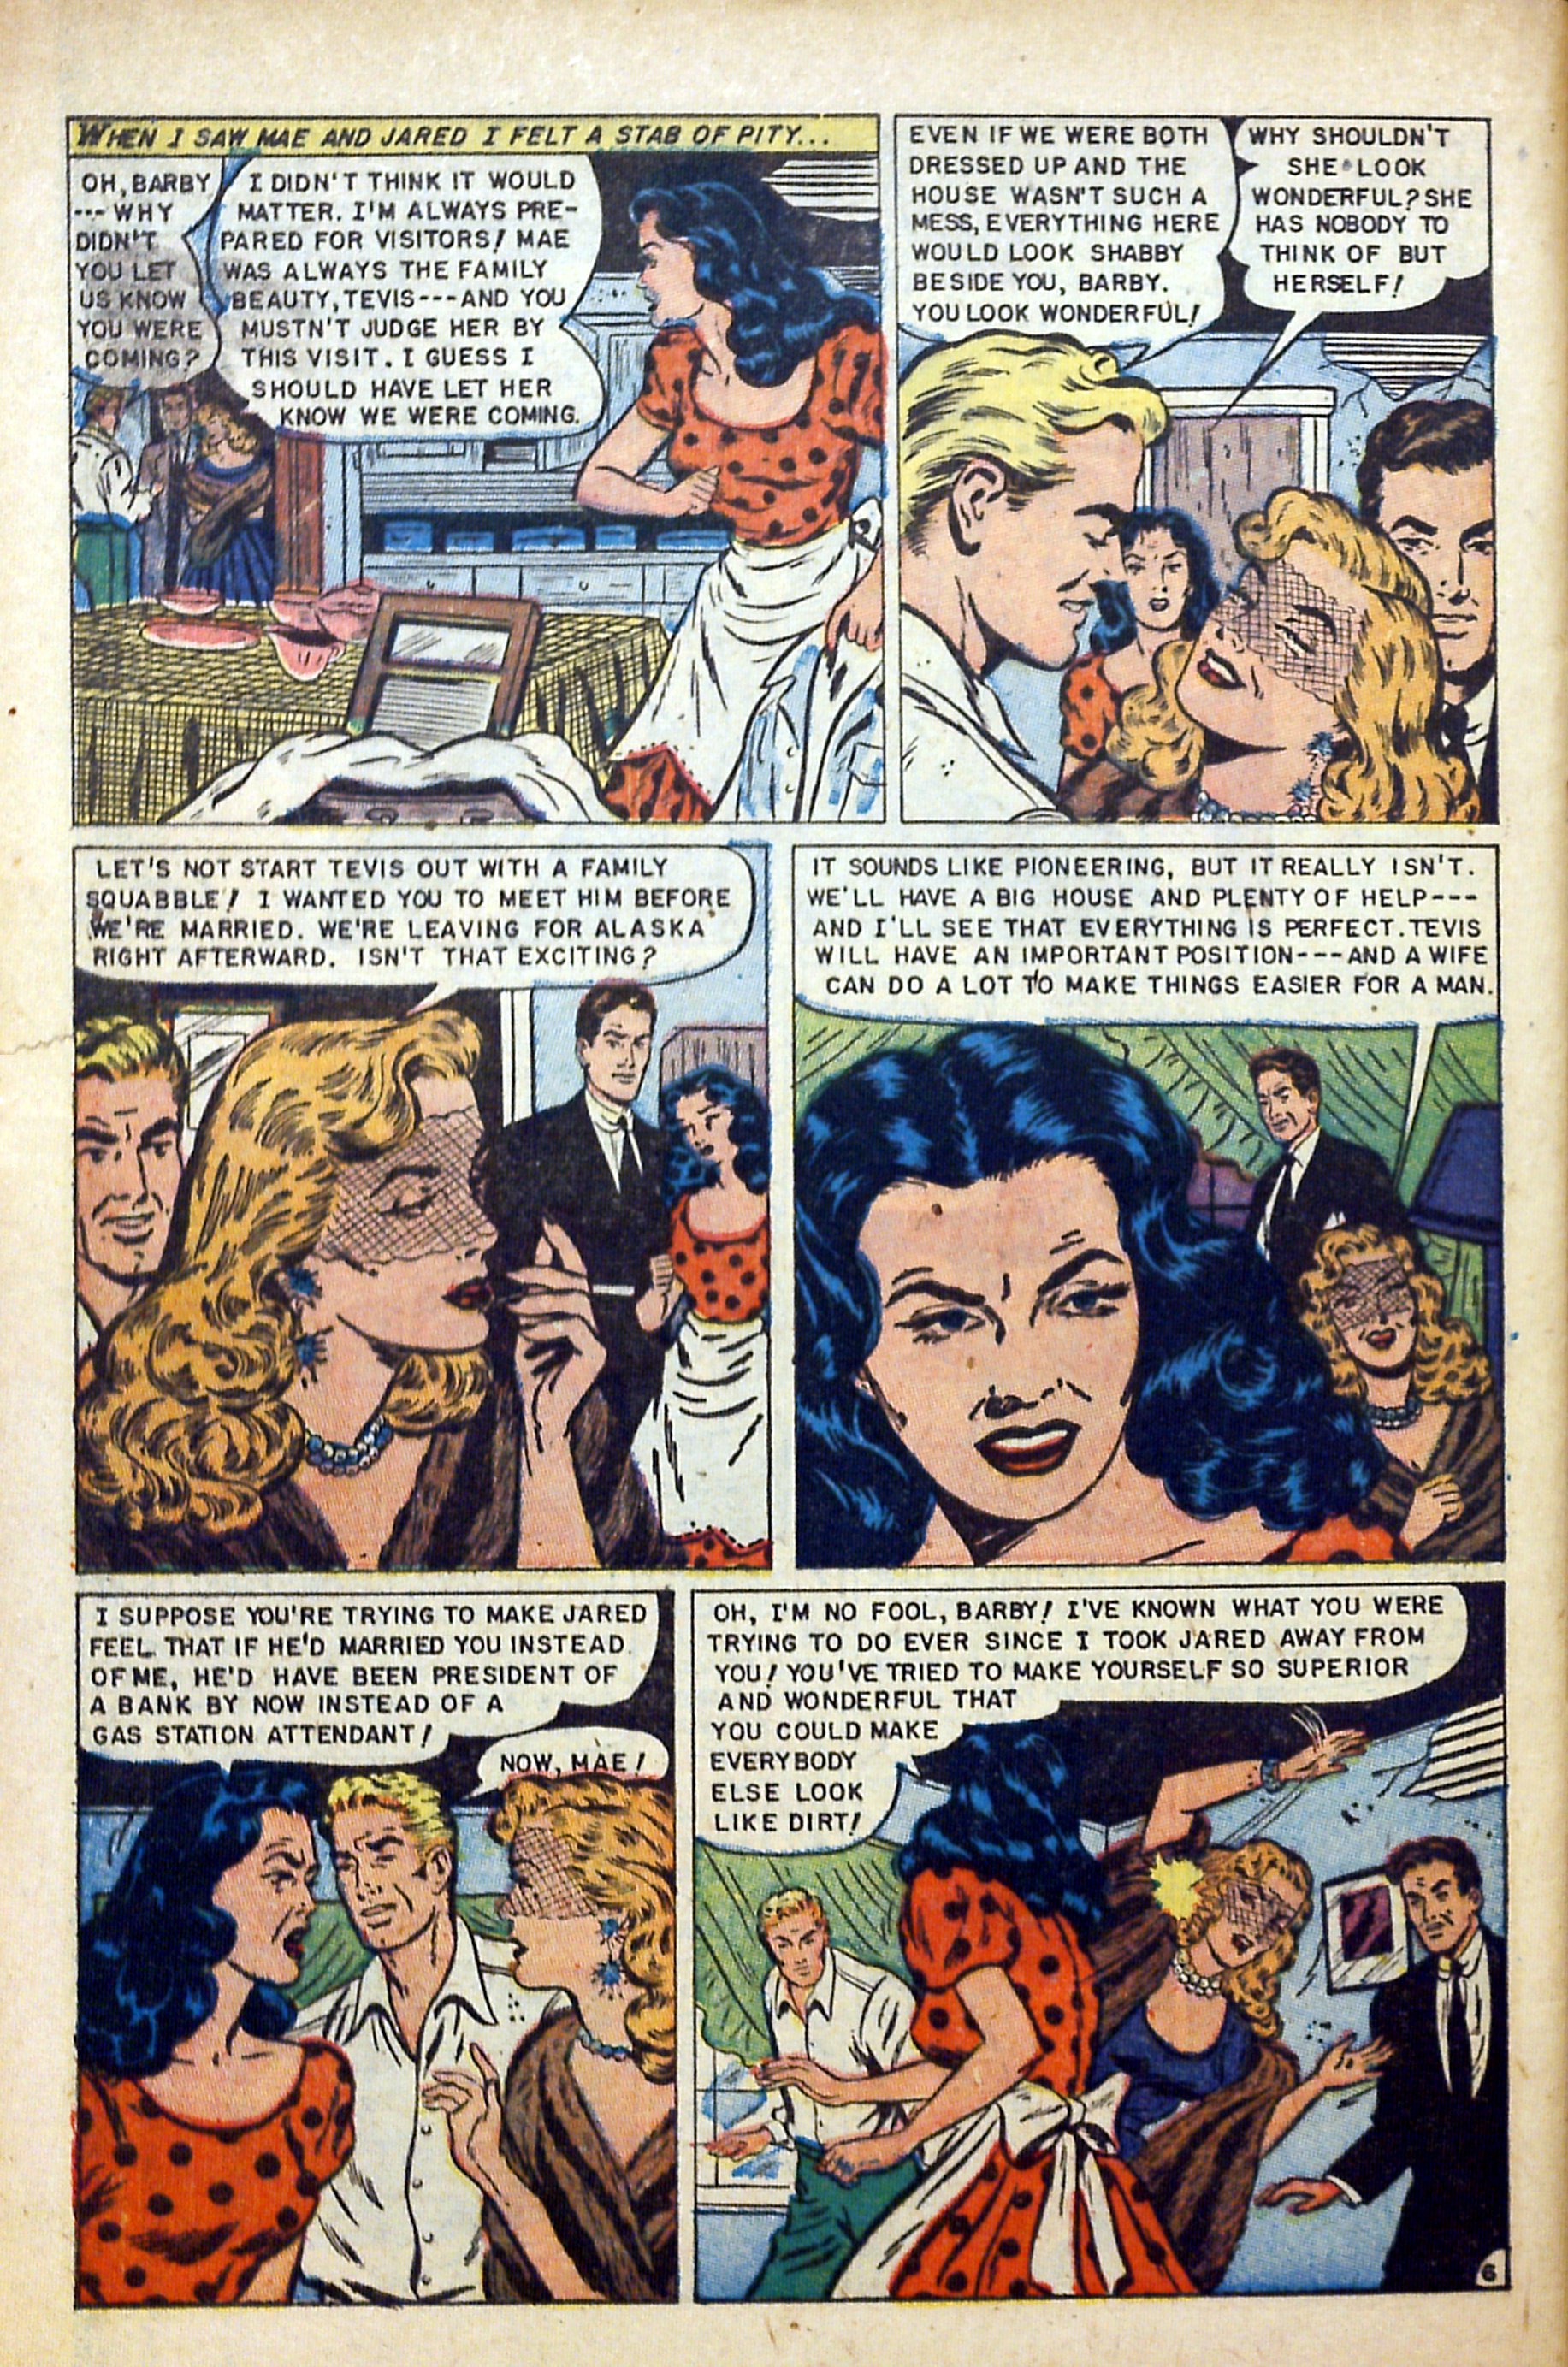 WHEN I SAW MAE AND JARED I FELT A STAB OF PITY...
OH, BARBY
--- WHY
DIDN'T
YOU LET
US KNOW
YOU WERE
COMING?
I DIDN'T THINK IT WOULD
MATTER. I'M ALWAYS PRE-
PARED FOR VISITORS! MAE
WAS ALWAYS THE FAMILY
BEAUTY, TEVIS---AND YOU
MUSTN'T JUDGE HER BY
THIS VISIT. I GUESS I
SHOULD HAVE LET HER
KNOW WE WERE COMING.
EVEN IF WE WERE BOTH
DRESSED UP AND THE
HOUSE WASN'T SUCH A
MESS, EVERYTHING HERE
WOULD LOOK SHABBY
BESIDE YOU, BARBY.
YOU LOOK WONDERFUL!
WHY SHOULDN'T
SHE LOOK
WONDERFUL? SHE
HAS NOBODY TO
THINK OF BUT
HERSELF!
LET'S NOT START TEVIS OUT WITH A FAMILY
SQUABBLE! I WANTED YOU TO MEET HIM BEFORE
WE'RE MARRIED. WE'RE LEAVING FOR ALASKA
RIGHT AFTERWARD. ISN'T THAT EXCITING?
IT SOUNDS LIKE PIONEERING, BUT IT REALLY ISN'T.
WE'LL HAVE A BIG HOUSE AND PLENTY OF HELP---
AND I'LL SEE THAT EVERYTHING IS PERFECT. TEVIS
WILL HAVE AN IMPORTANT POSITION---AND A WIFE
CAN DO A LOT TO MAKE THINGS EASIER FOR A MAN.
I SUPPOSE YOU'RE TRYING TO MAKE JARED
FEEL THAT IF HE'D MARRIED YOU INSTEAD
OF ME, HE'D HAVE BEEN PRESIDENT OF
A BANK BY NOW INSTEAD OF A
GAS STATION ATTENDANT!
NOW, MAE!
OH, I'M NO FOOL, BARBY! I'VE KNOWN WHAT YOU WERE
TRYING TO DO EVER SINCE I TOOK JARED AWAY FROM
YOU! YOU'VE TRIED TO MAKE YOURSELF SO SUPERIOR
AND WONDERFUL THAT
YOU COULD MAKE
EVERYBODY
ELSE LOOK
LIKE DIRT!
6